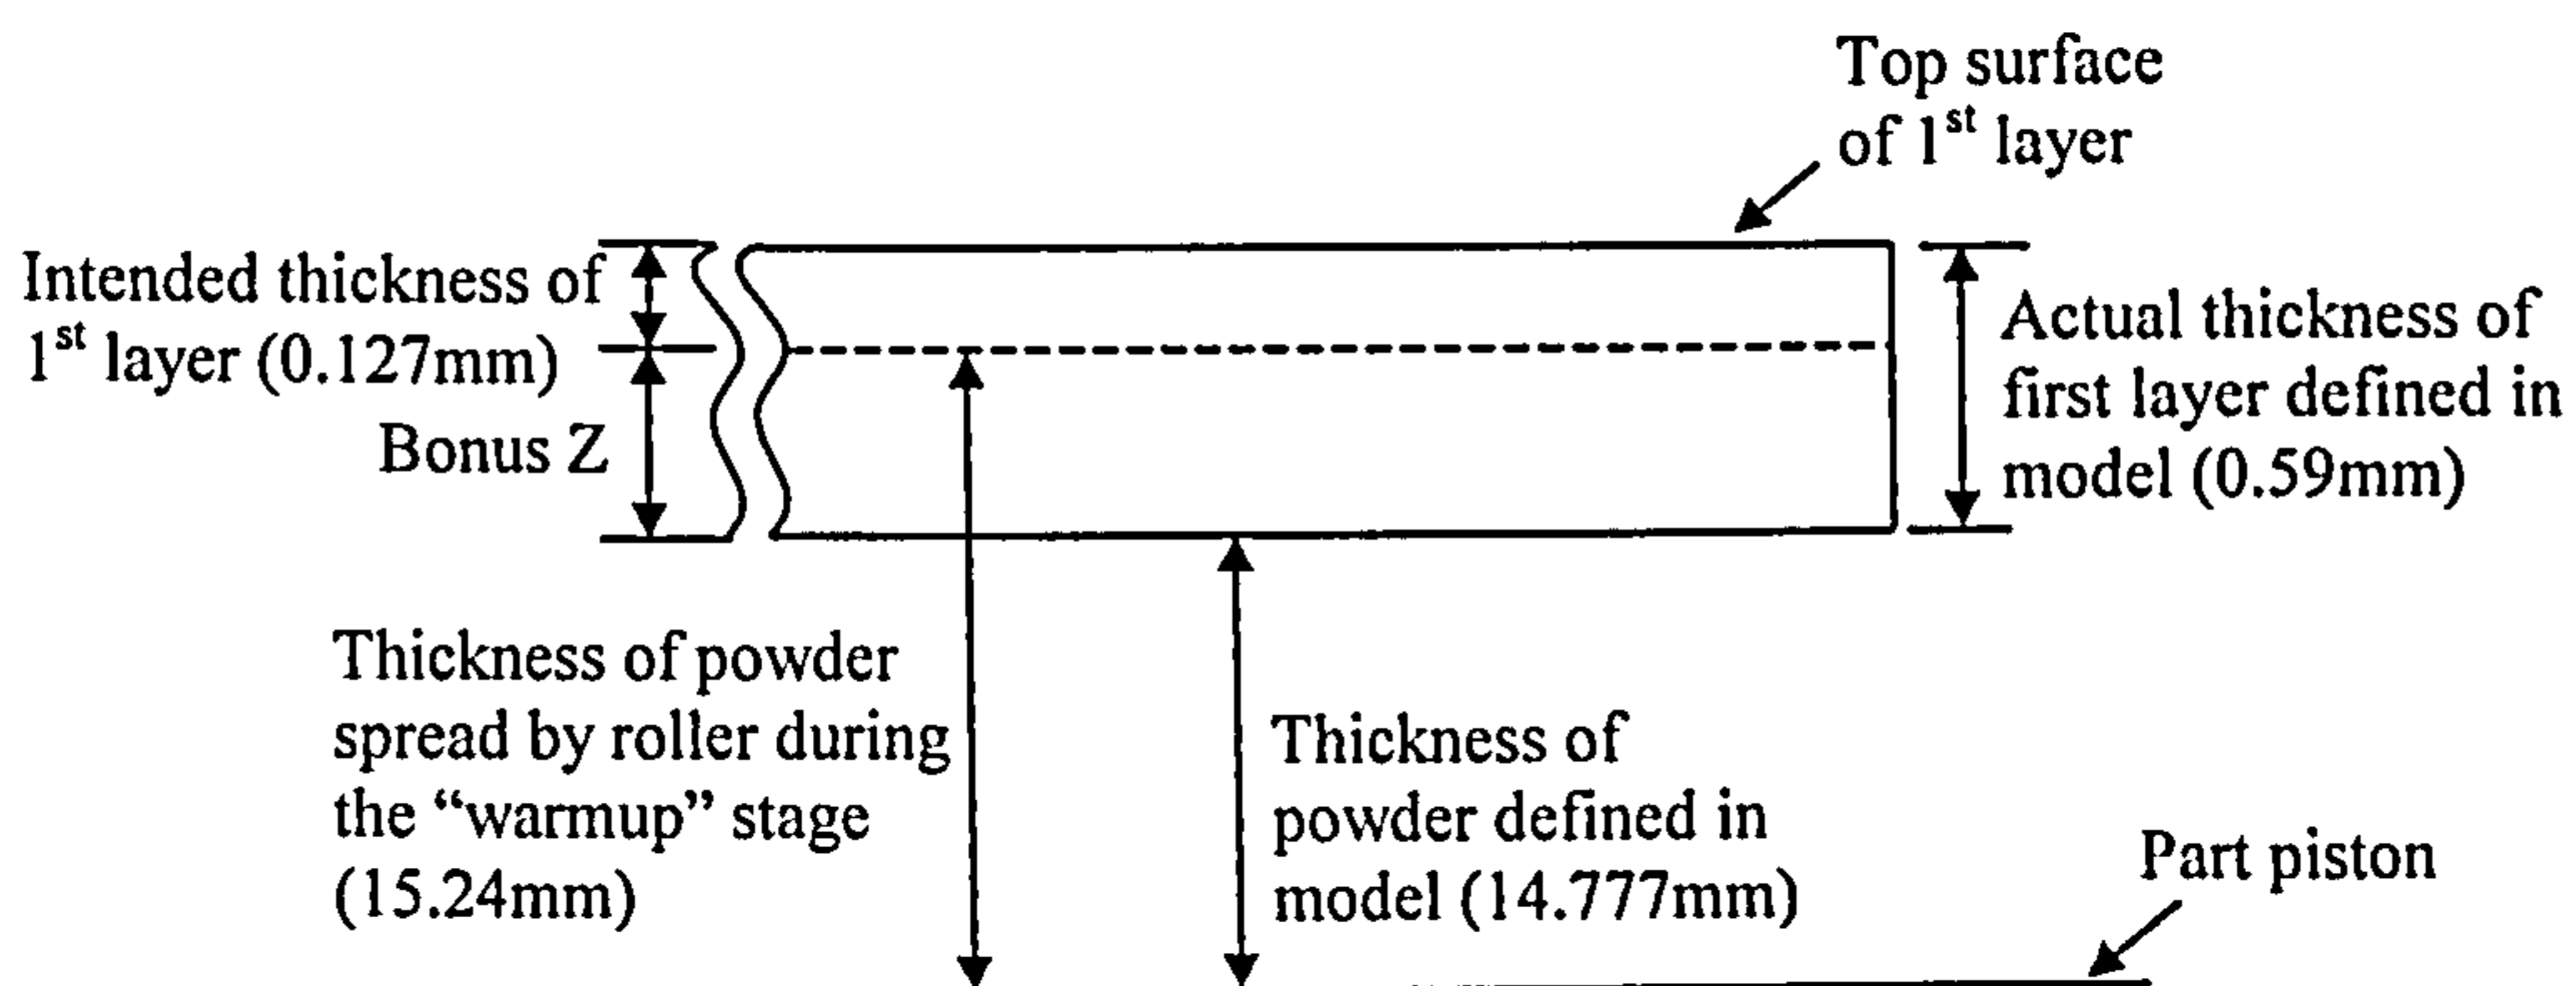 Top surface
of 1st layer
Intended thickness of
1st layer (0.127mm)
Bonus Z
Actual thickness of
first layer defined in
model (0.59mm)
Thickness of powder
spread by roller during
the “warmup” stage
(15.24mm)
Thickness of
powder defined in
model (14.777mm)
Part piston